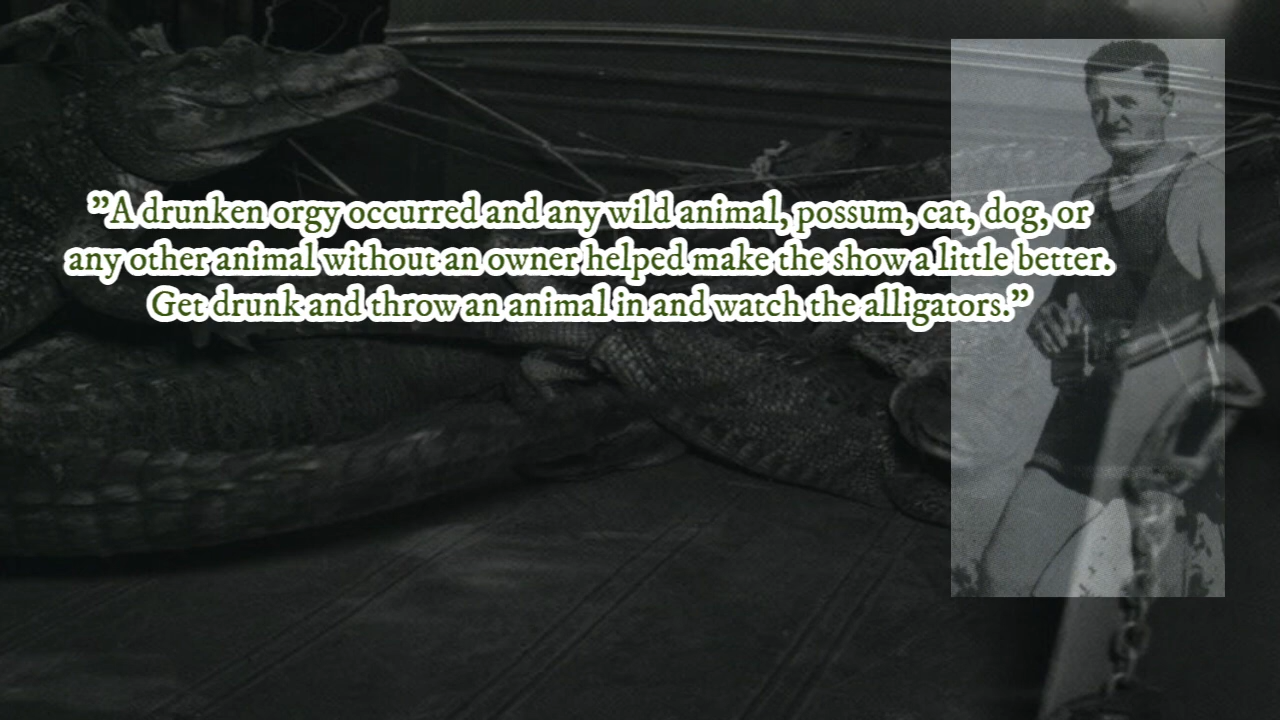 ”A drunken orgy occurred and any wild animal, possum, cat, dog, or
any other animal without an owner helped make the show a little better.
Get drunk and throw an animal in and watch the alligators.”